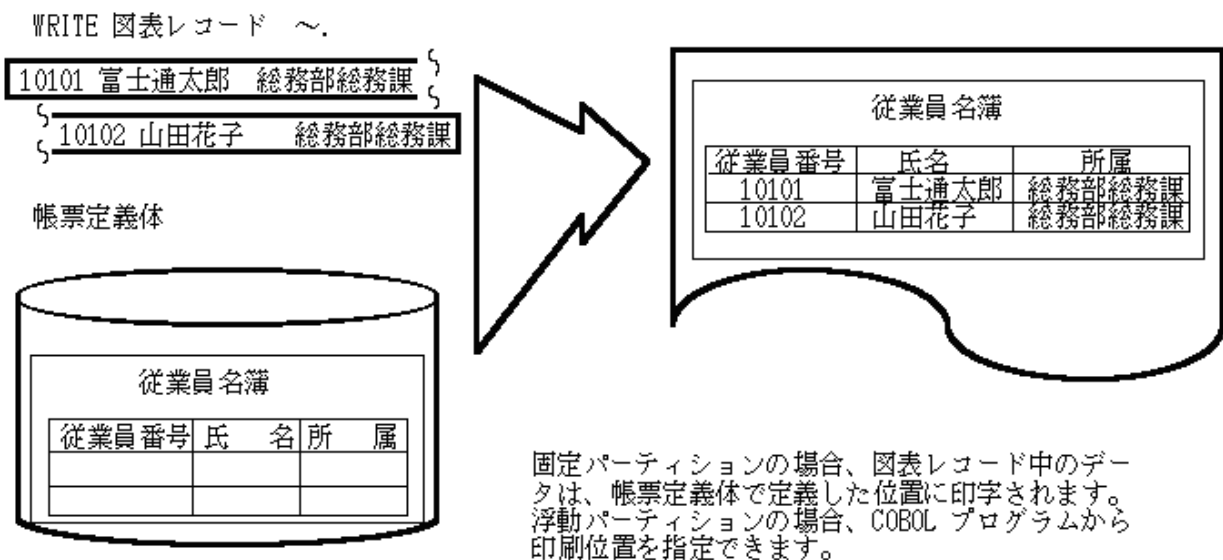 WRITE 図表レコード ～.
10101 富士通太郎 総務部総務課
10102 山田花子 総務部総務課
帳票定義体
従業員名簿
従業員番号 氏 名 所 属
従業員名簿
従業員番号 氏名 所属
10101 富士通太郎 総務部総務課
10102 山田花子 総務部総務課
固定パーティションの場合、図表レコード中のデー
タは、帳票定義体で定義した位置に印字されます。
浮動パーティションの場合、COBOL プログラムから
印刷位置を指定できます。